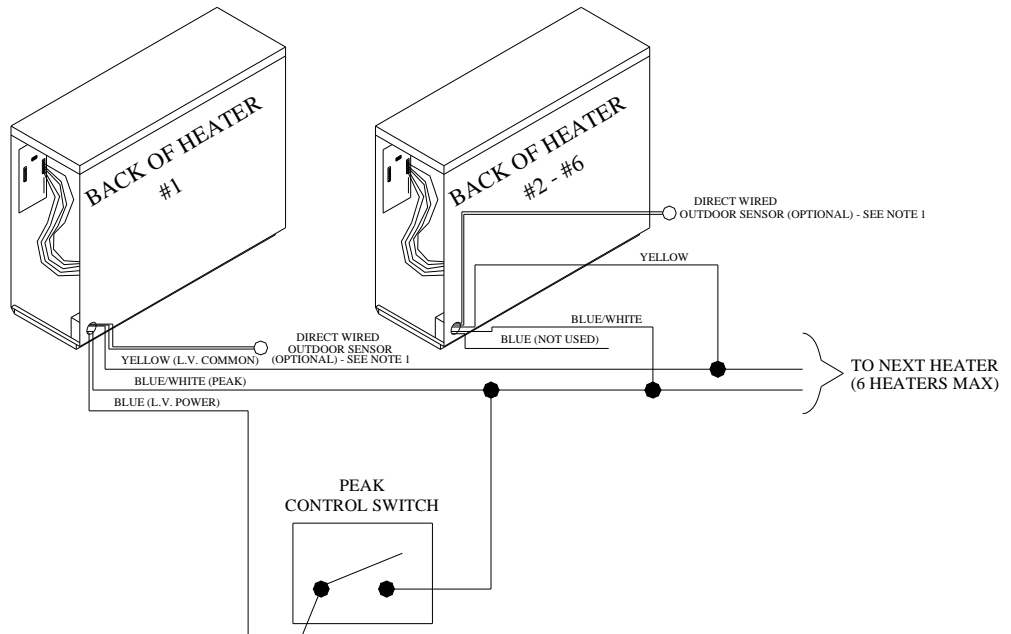 BACK OF HEATER
#1
BACK OF HEATER
#2 - #6
DIRECT WIRED
OUTDOOR SENSOR (OPTIONAL) - SEE NOTE 1
YELLOW
BLUE/WHITE
BLUE (NOT USED)
DIRECT WIRED
OUTDOOR SENSOR
(OPTIONAL) - SEE NOTE 1
YELLOW (L.V. COMMON)
BLUE/WHITE (PEAK)
BLUE (L.V. POWER)
TO NEXT HEATER
(6 HEATERS MAX)
PEAK
CONTROL SWITCH